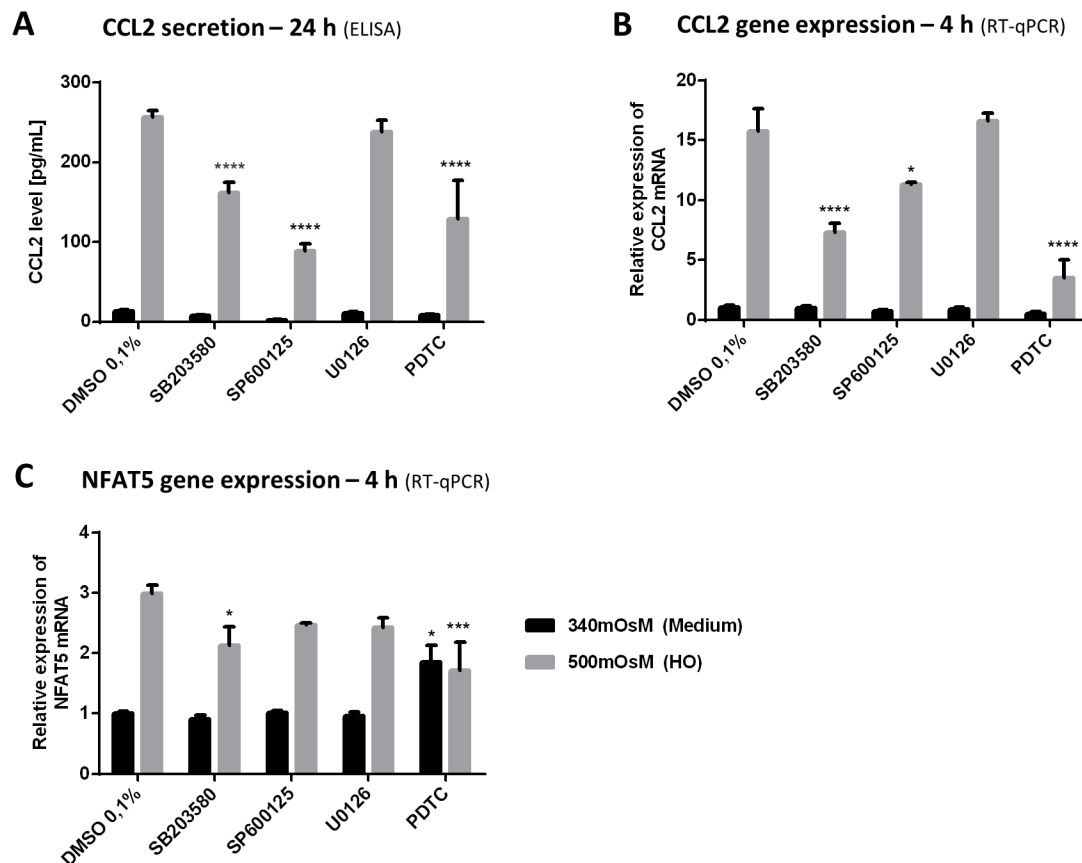 A CCL2 secretion – 24 h (ELISA)
CCL2 level [pg/mL]
300
200
100
0
****
****
****
DMSO 0,1%
SB203580
SP600125
U0126
PDTC
B CCL2 gene expression – 4 h (RT-qPCR)
Relative expression of
CCL2 mRNA
20
15
10
5
0
****
*
****
DMSO 0,1%
SB203580
SP600125
U0126
PDTC
C NFAT5 gene expression – 4 h (RT-qPCR)
Relative expression of
NFAT5 mRNA
4
3
2
1
0
*
* ***
DMSO 0,1%
SB203580
SP600125
U0126
PDTC
340mOsM (Medium)
500mOsM (HO)